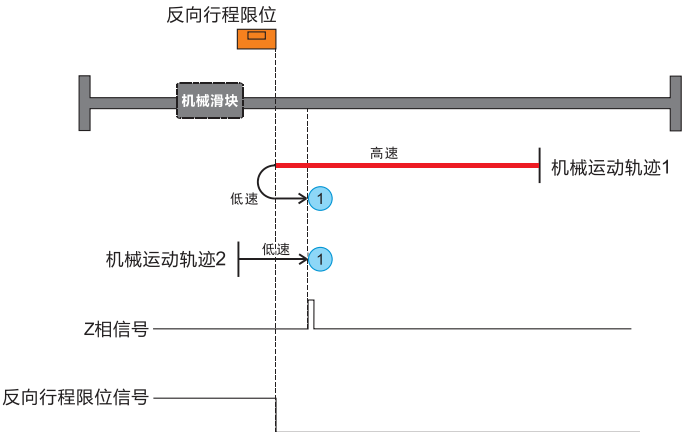 反向行程限位
机械滑块
高速
机械运动轨迹1
低速
1
机械运动轨迹2
低速
1
Z相信号
反向行程限位信号